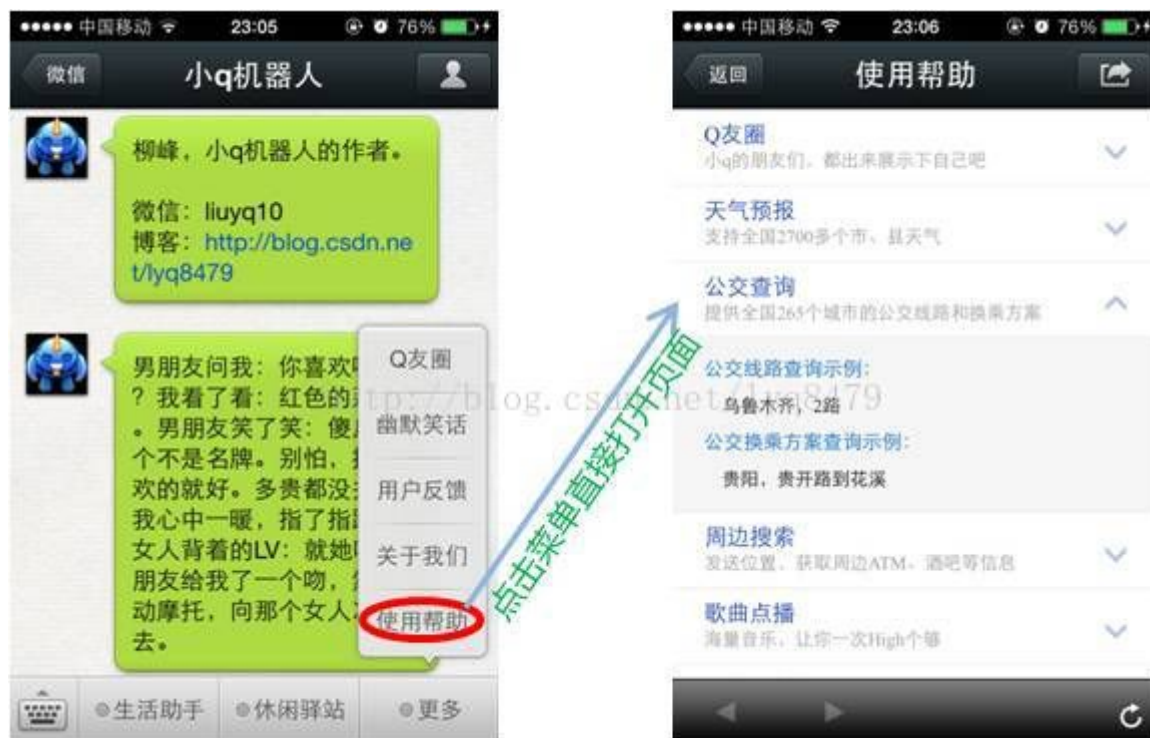 中国移动 23:05 76%
微信 小q机器人
柳峰，小q机器人的作者。
微信：liuyq10
博客：http://blog.csdn.ne
t/lyq8479
男朋友问我：你喜欢
？我看了看：红色的
。男朋友笑了笑：傻
个不是名牌。别怕，
欢的就好。多贵都没
我心中一暖，指了指
女人背着的LV：就她
朋友给我了一个吻，
动摩托，向那个女人
去。
Q友圈
幽默笑话
用户反馈
关于我们
使用帮助
生活助手 休闲驿站 更多
点击菜单直接打开页面
中国移动 23:06 76%
返回 使用帮助
Q友圈
小q的朋友们，都出来展示下自己吧
天气预报
支持全国2700多个市、县天气
公交查询
提供全国265个城市的公交线路和换乘方案
公交线路查询示例：
乌鲁木齐，2路
公交换乘方案查询示例：
贵阳，贵开路到花溪
周边搜索
发送位置，获取周边ATM、酒吧等信息
歌曲点播
海量音乐，让你一次High个够
http://blog.csdn.net/lyq8479